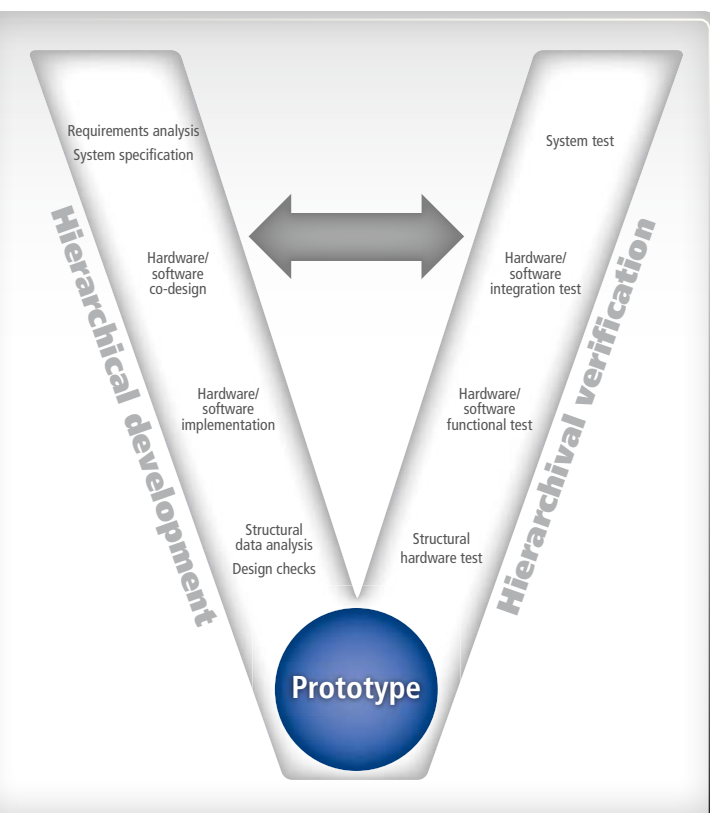 Requirements analysis
System specification
System test
Hierarchical development
Hardware/
software
co-design
Hardware/
software
integration test
Hierarchival verification
Hardware/
software
implementation
Hardware/
software
functional test
Structural
data analysis
Design checks
Structural
hardware test
Prototype